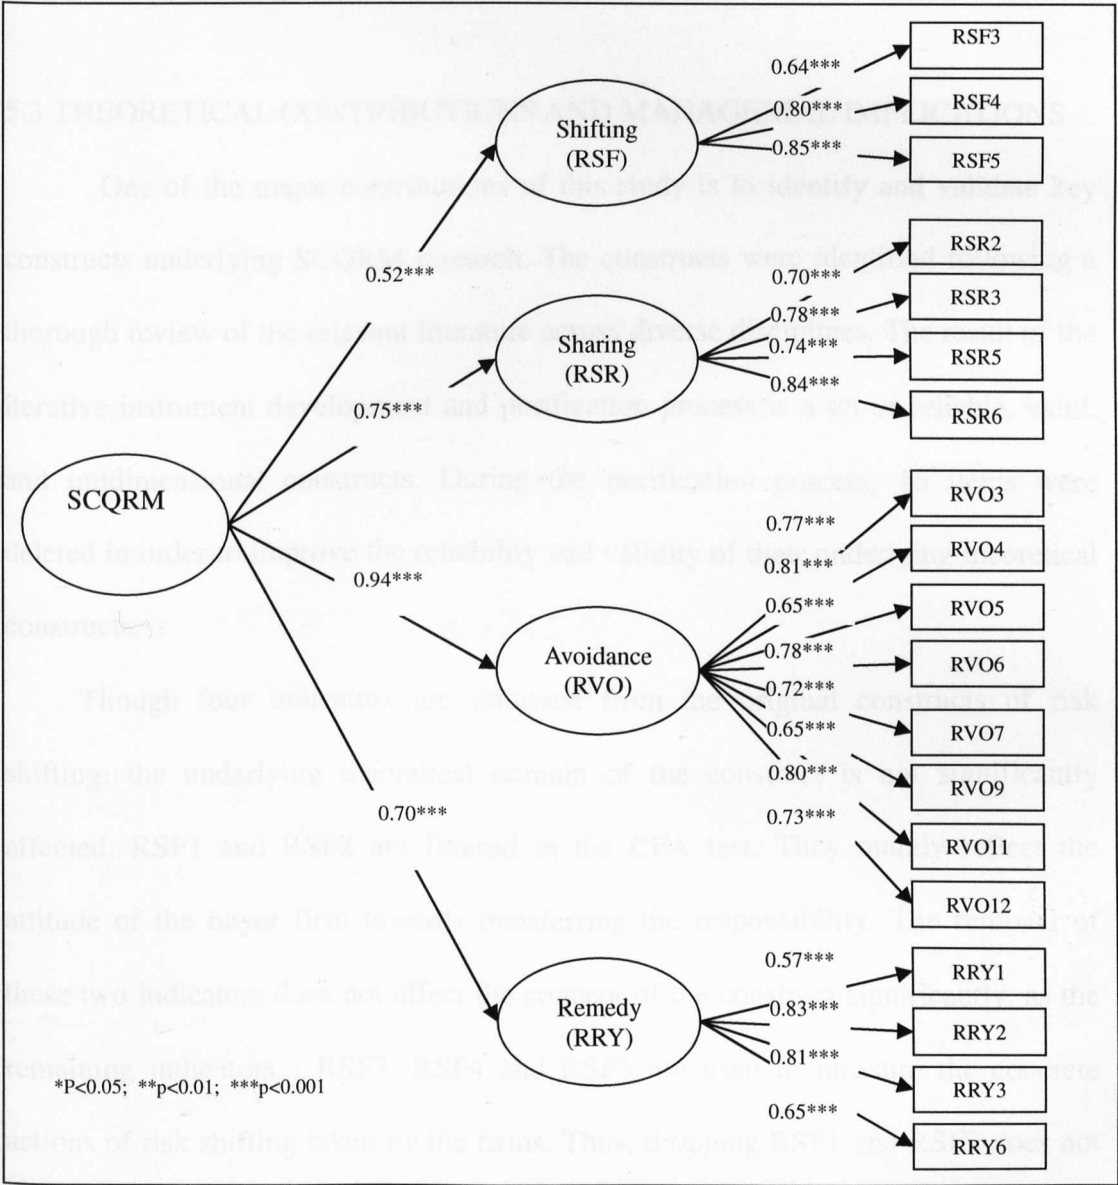 SCQRM
0.52***
0.75***
0.94***
0.70***
Shifting
(RSF)
0.64***
0.80***
0.85***
RSF3
RSF4
RSF5
Sharing
(RSR)
0.70***
0.78***
0.74***
0.84***
RSR2
RSR3
RSR5
RSR6
Avoidance
(RVO)
0.77***
0.81***
0.65***
0.78***
0.72***
0.65***
0.80***
0.73***
RVO3
RVO4
RVO5
RVO6
RVO7
RVO9
RVO11
RVO12
Remedy
(RRY)
0.57***
0.83***
0.81***
0.65***
RRY1
RRY2
RRY3
RRY6
*P<0.05; **p<0.01; ***p<0.001
5.3 THEORETICAL CONTRIBUTIONS AND MANAGERIAL IMPLICATIONS
One of the major contributions of this study is to identify and validate key
constructs underlying SCQRM research. The constructs were identified following a
thorough review of the relevant literature across diverse disciplines. The result of the
iterative instrument development and purification process is a set of reliable, valid,
and unidimensional constructs. During the purification process, 16 items were
deleted in order to improve the reliability and validity of their underlying theoretical
constructs.
Though four indicators are removed from the original constructs of risk
shifting, the underlying theoretical domain of the construct is not significantly
affected. RSF1 and RSF2 are filtered in the CFA test. They mainly reflect the
attitude of the buyer firm towards transferring the responsibility. The removal of
these two indicators does not affect the concept of the construct significantly, as the
remaining indicators RSF3, RSF4 and RSF5 are used to measure the concrete
actions of risk shifting taken by the firms. Thus, dropping RSF1 and RSF2 does not